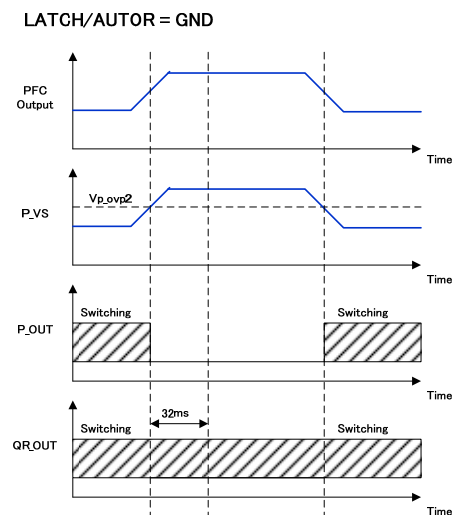 LATCH/AUTOR = GND
PFC
Output
Time
Vp_ovp2
P_VS
Time
Switching
Switching
P_OUT
Time
32ms
Switching
Switching
QR_OUT
Time